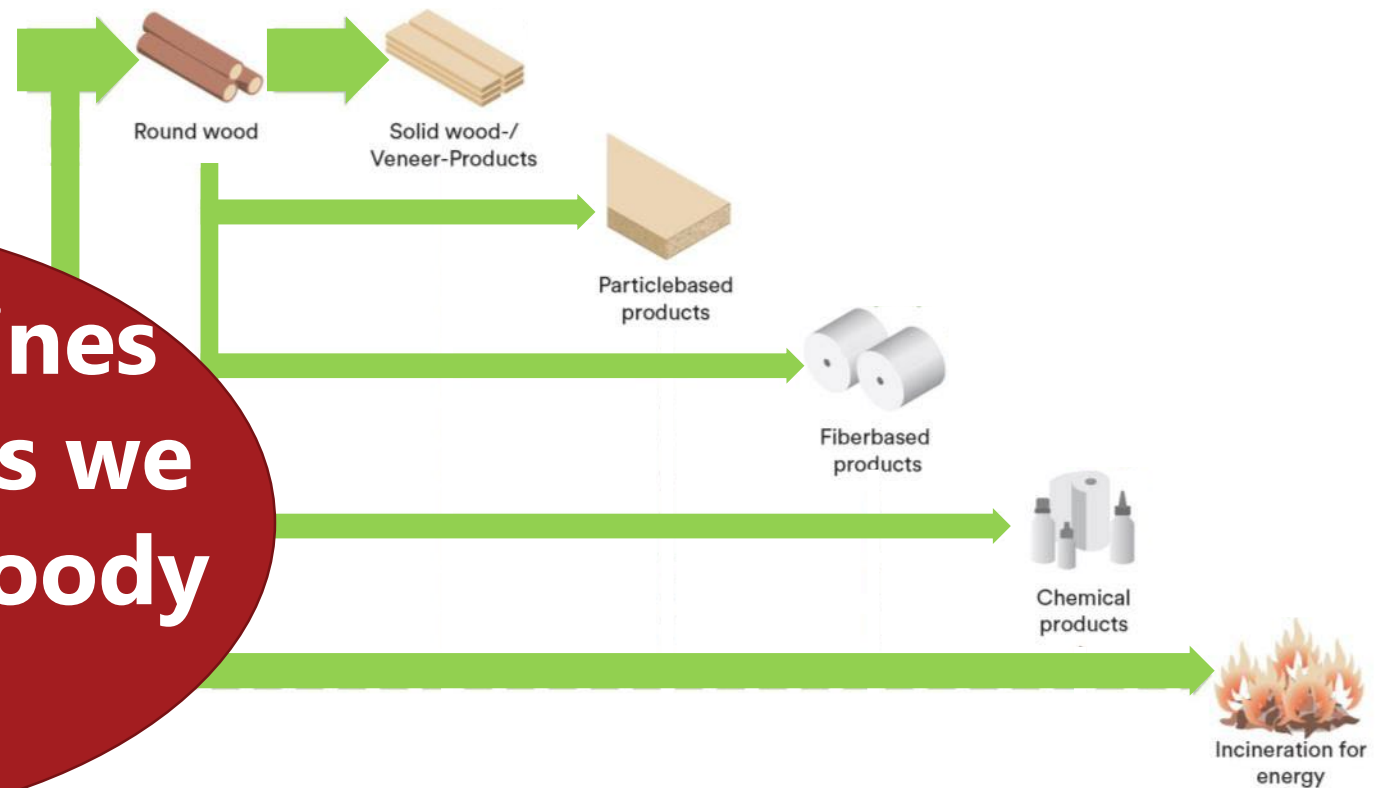 Round wood
Solid wood-/
Veneer-Products
Particlebased
products
ines
s we
oody
Fiberbased
products
Chemical
products
Incineration for
energy